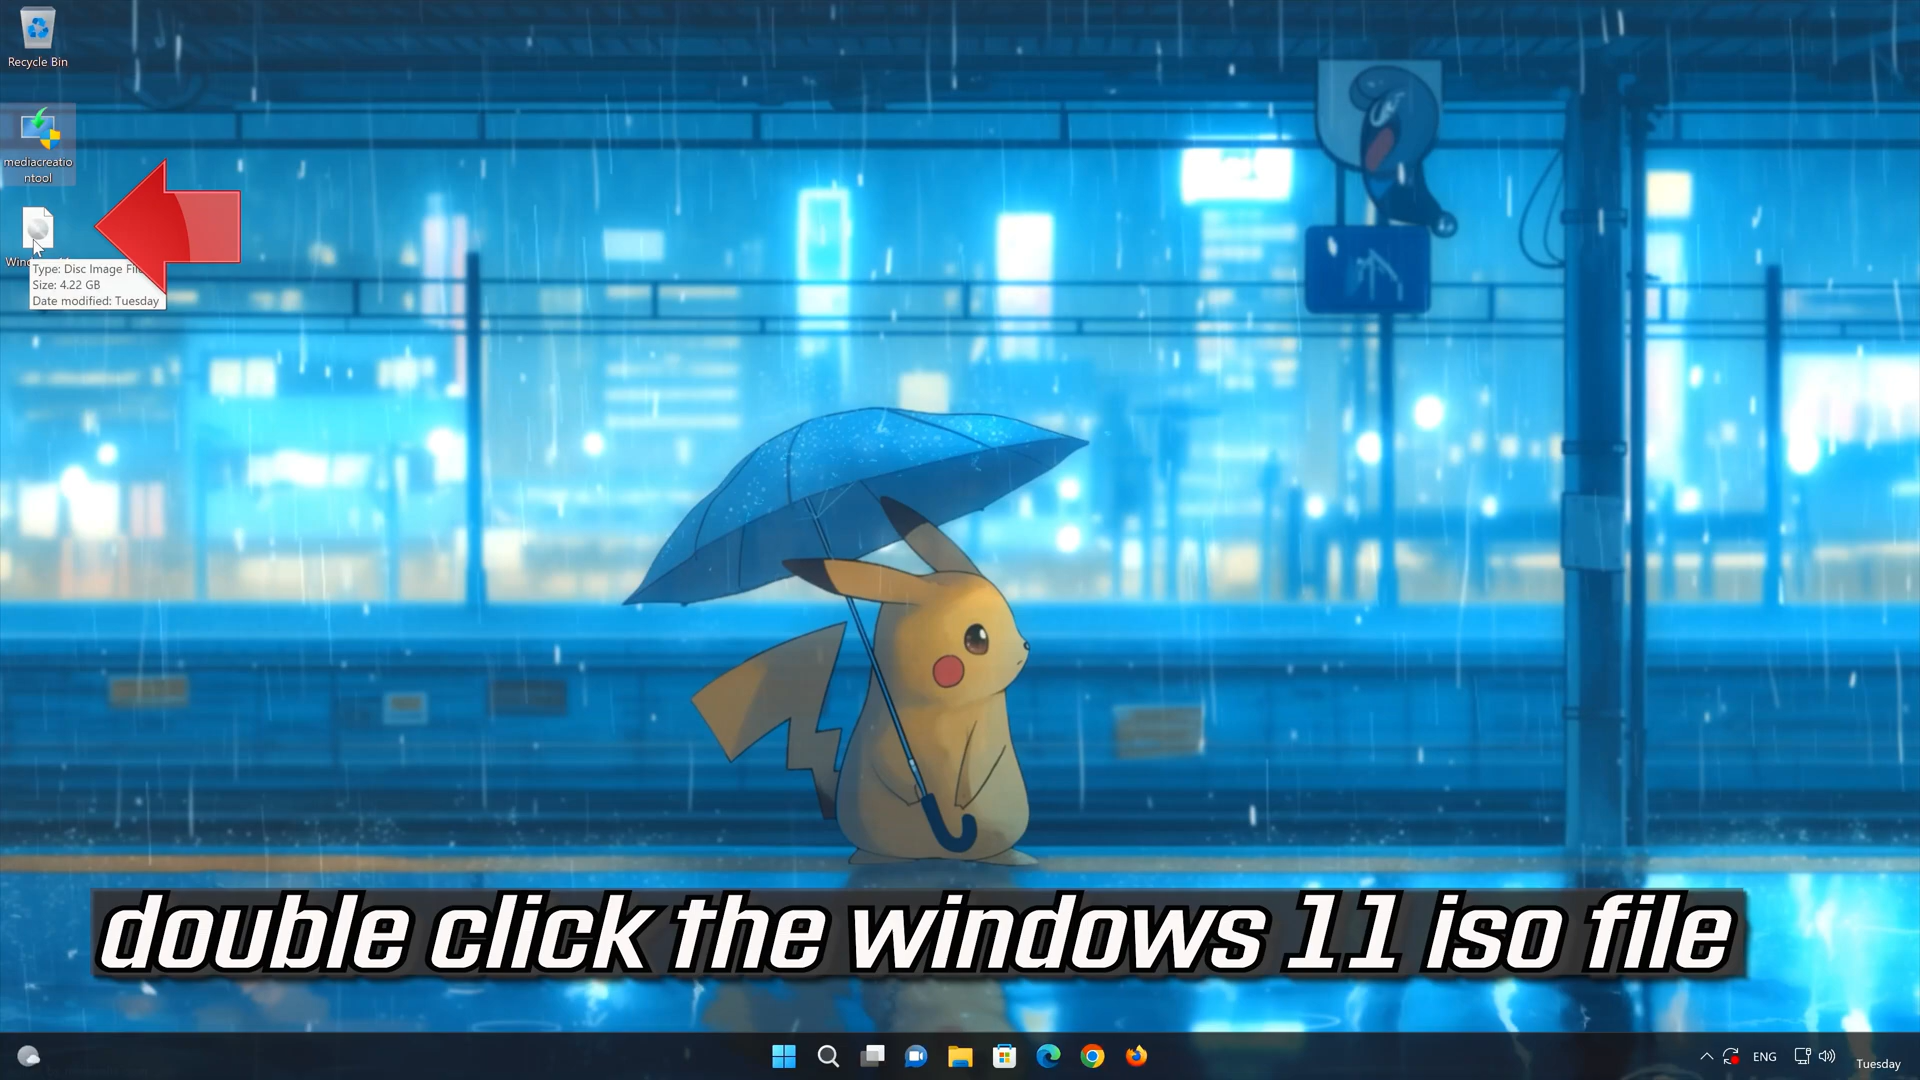 Recycle Bin
mediacreatio
ntool
Type: Disc Image Fil
Size: 4.22 GB
Date modified: Tuesday
double click the windows 11 iso file
ENG
Tuesday